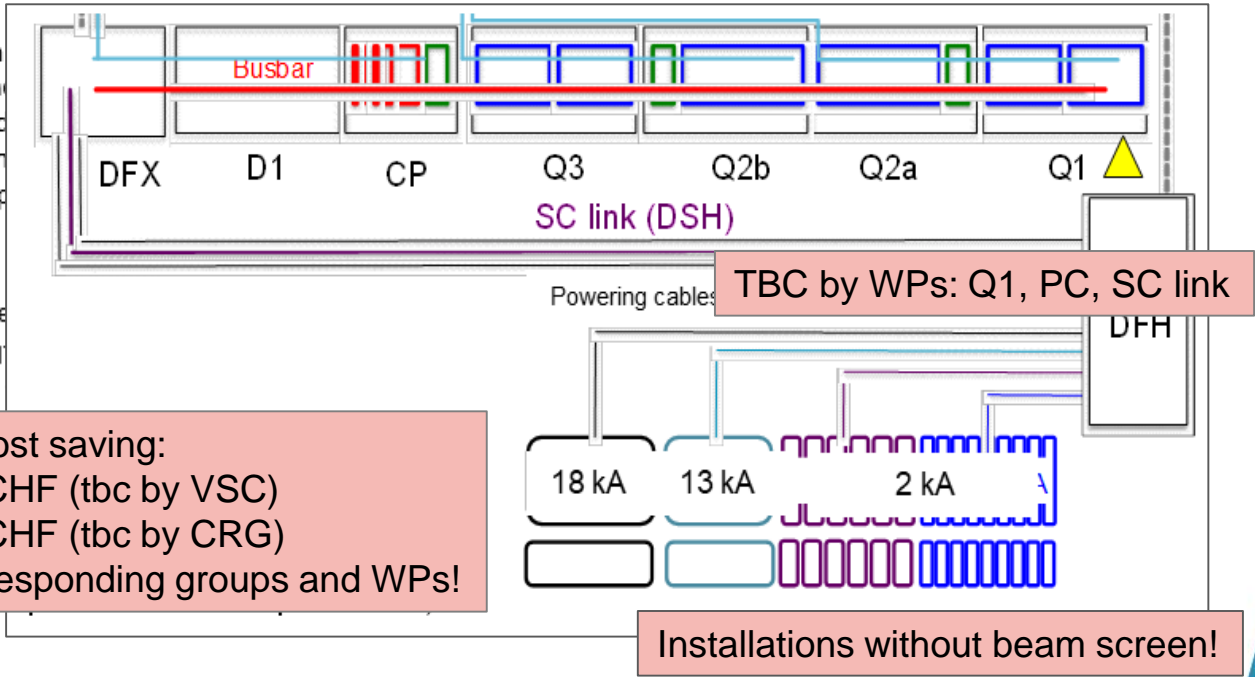 Busbar
DFX D1 CP Q3 Q2b Q2a Q1
SC link (DSH)
TBC by WPs: Q1, PC, SC link
Powering cables
DFH
18 kA 13 kA 2 kA
CHF (tbc by VSC)
CHF (tbc by CRG)
groups and WPs!
saving:
Installations without beam screen!